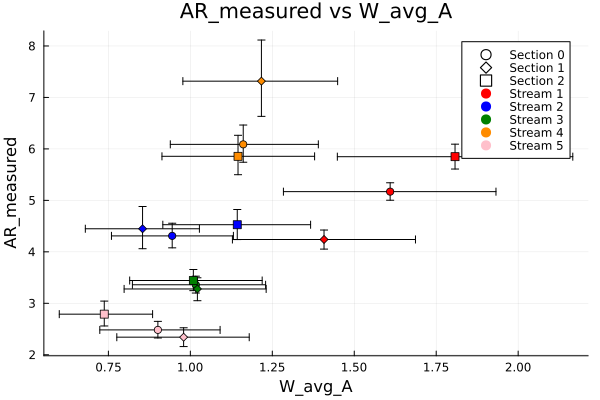 AR_measured vs W_avg_A
AR_measured
8
7
6
5
4
3
2
Section 0
Section 1
Section 2
Stream 1
Stream 2
Stream 3
Stream 4
Stream 5
0.75
1.00
1.25
1.50
1.75
2.00
W_avg_A